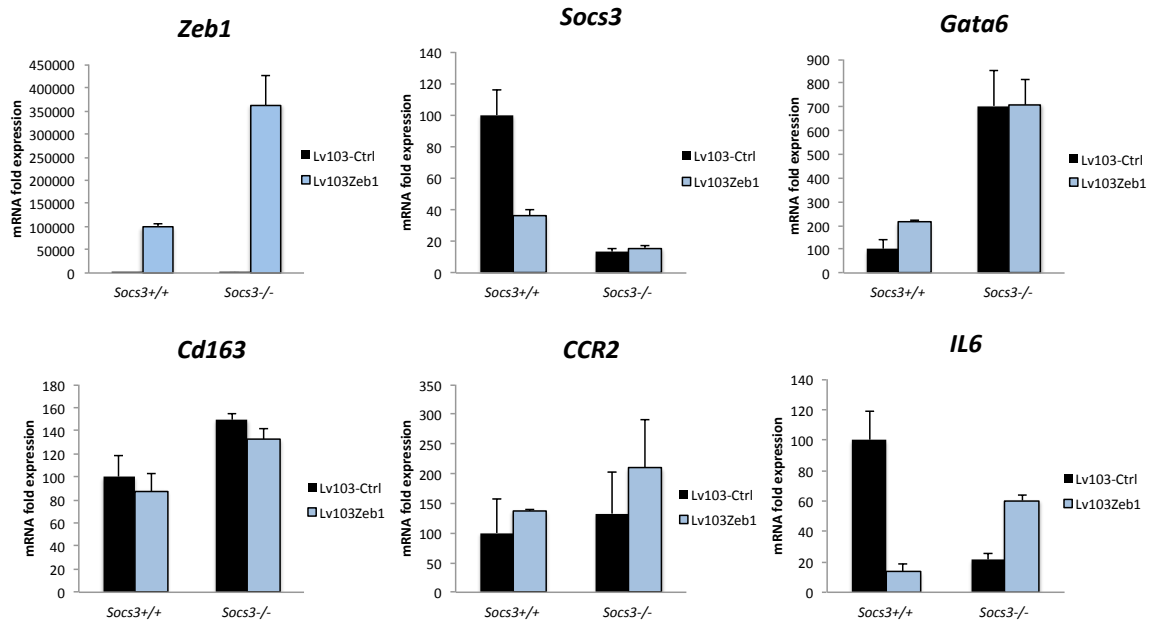 Zeb1
mRNA fold expression
450000
400000
350000
300000
250000
200000
150000
100000
50000
0
Socs3+/+
Socs3-/-
Lv103-Ctrl
Lv103Zeb1
Socs3
mRNA fold expression
140
120
100
80
60
40
20
0
Socs3+/+
Socs3-/-
Lv103-Ctrl
Lv103Zeb1
Gata6
mRNA fold expression
900
800
700
600
500
400
300
200
100
0
Socs3+/+
Socs3-/-
Lv103-Ctrl
Lv103Zeb1
Cd163
mRNA fold expression
180
160
140
120
100
80
60
40
20
0
Socs3+/+
Socs3-/-
Lv103-Ctrl
Lv103Zeb1
CCR2
mRNA fold expression
350
300
250
200
150
100
50
0
Socs3+/+
Socs3-/-
Lv103-Ctrl
Lv103Zeb1
IL6
mRNA fold expression
140
120
100
80
60
40
20
0
Socs3+/+
Socs3-/-
Lv103-Ctrl
Lv103Zeb1